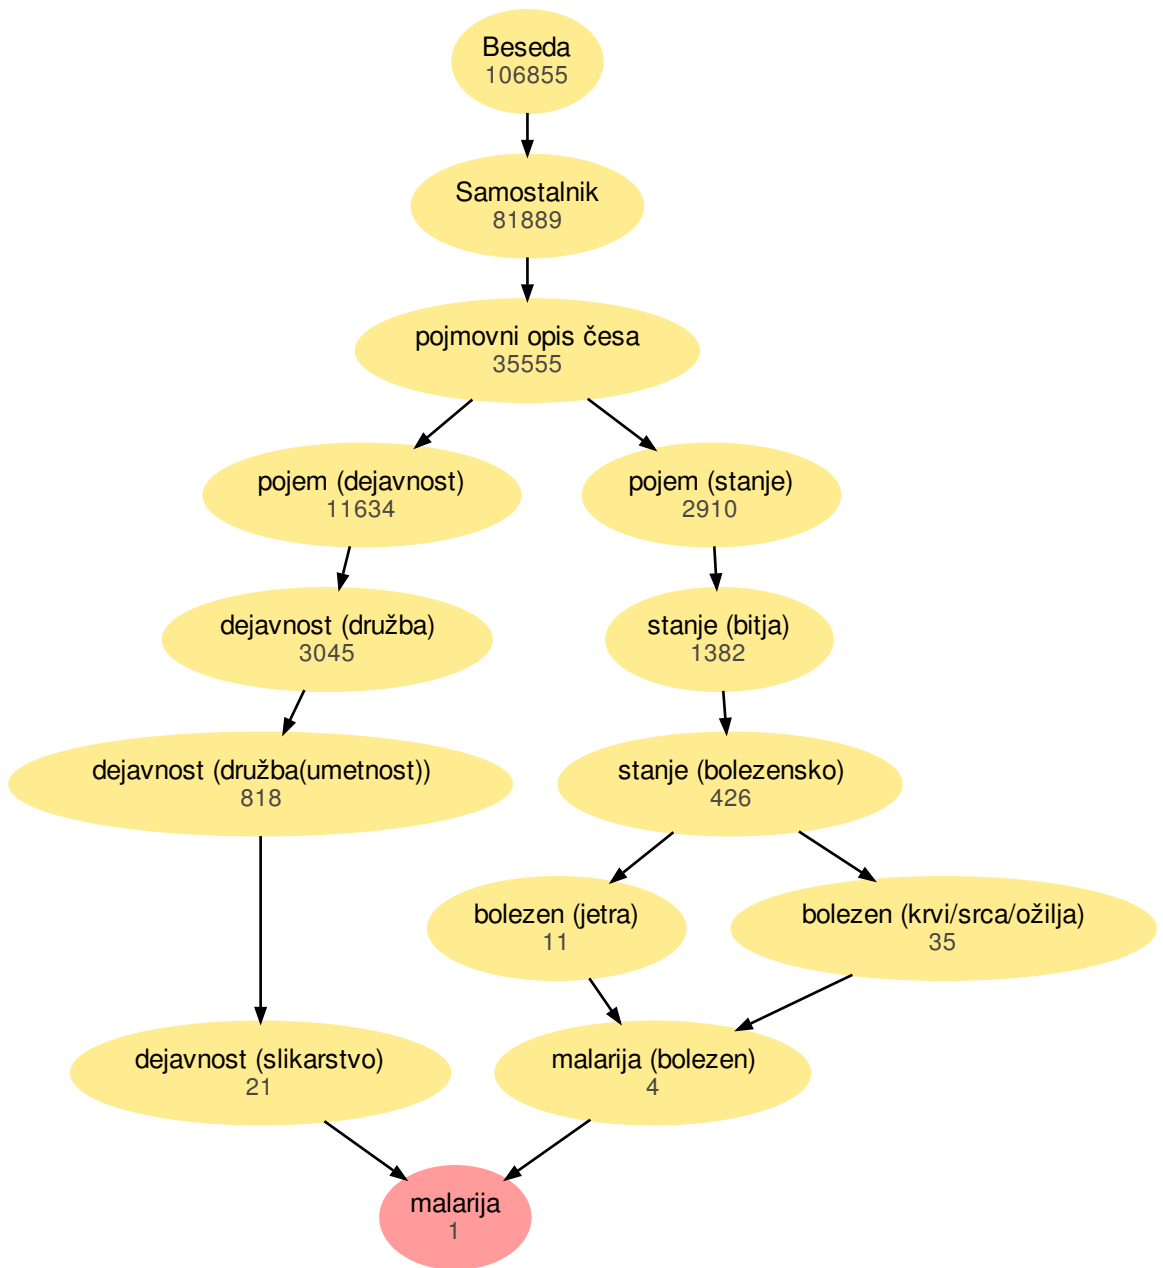 Beseda
106855
Samostalnik
81889
pojmovni opis česa
35555
pojem (dejavnost)
11634
pojem (stanje)
2910
dejavnost (družba)
3045
stanje (bitja)
1382
dejavnost (družba(umetnost))
818
stanje (bolezensko)
426
bolezen (jetra)
11
bolezen (krvi/srca/ožilja)
35
dejavnost (slikarstvo)
21
malarija (bolezen)
4
malarija
1